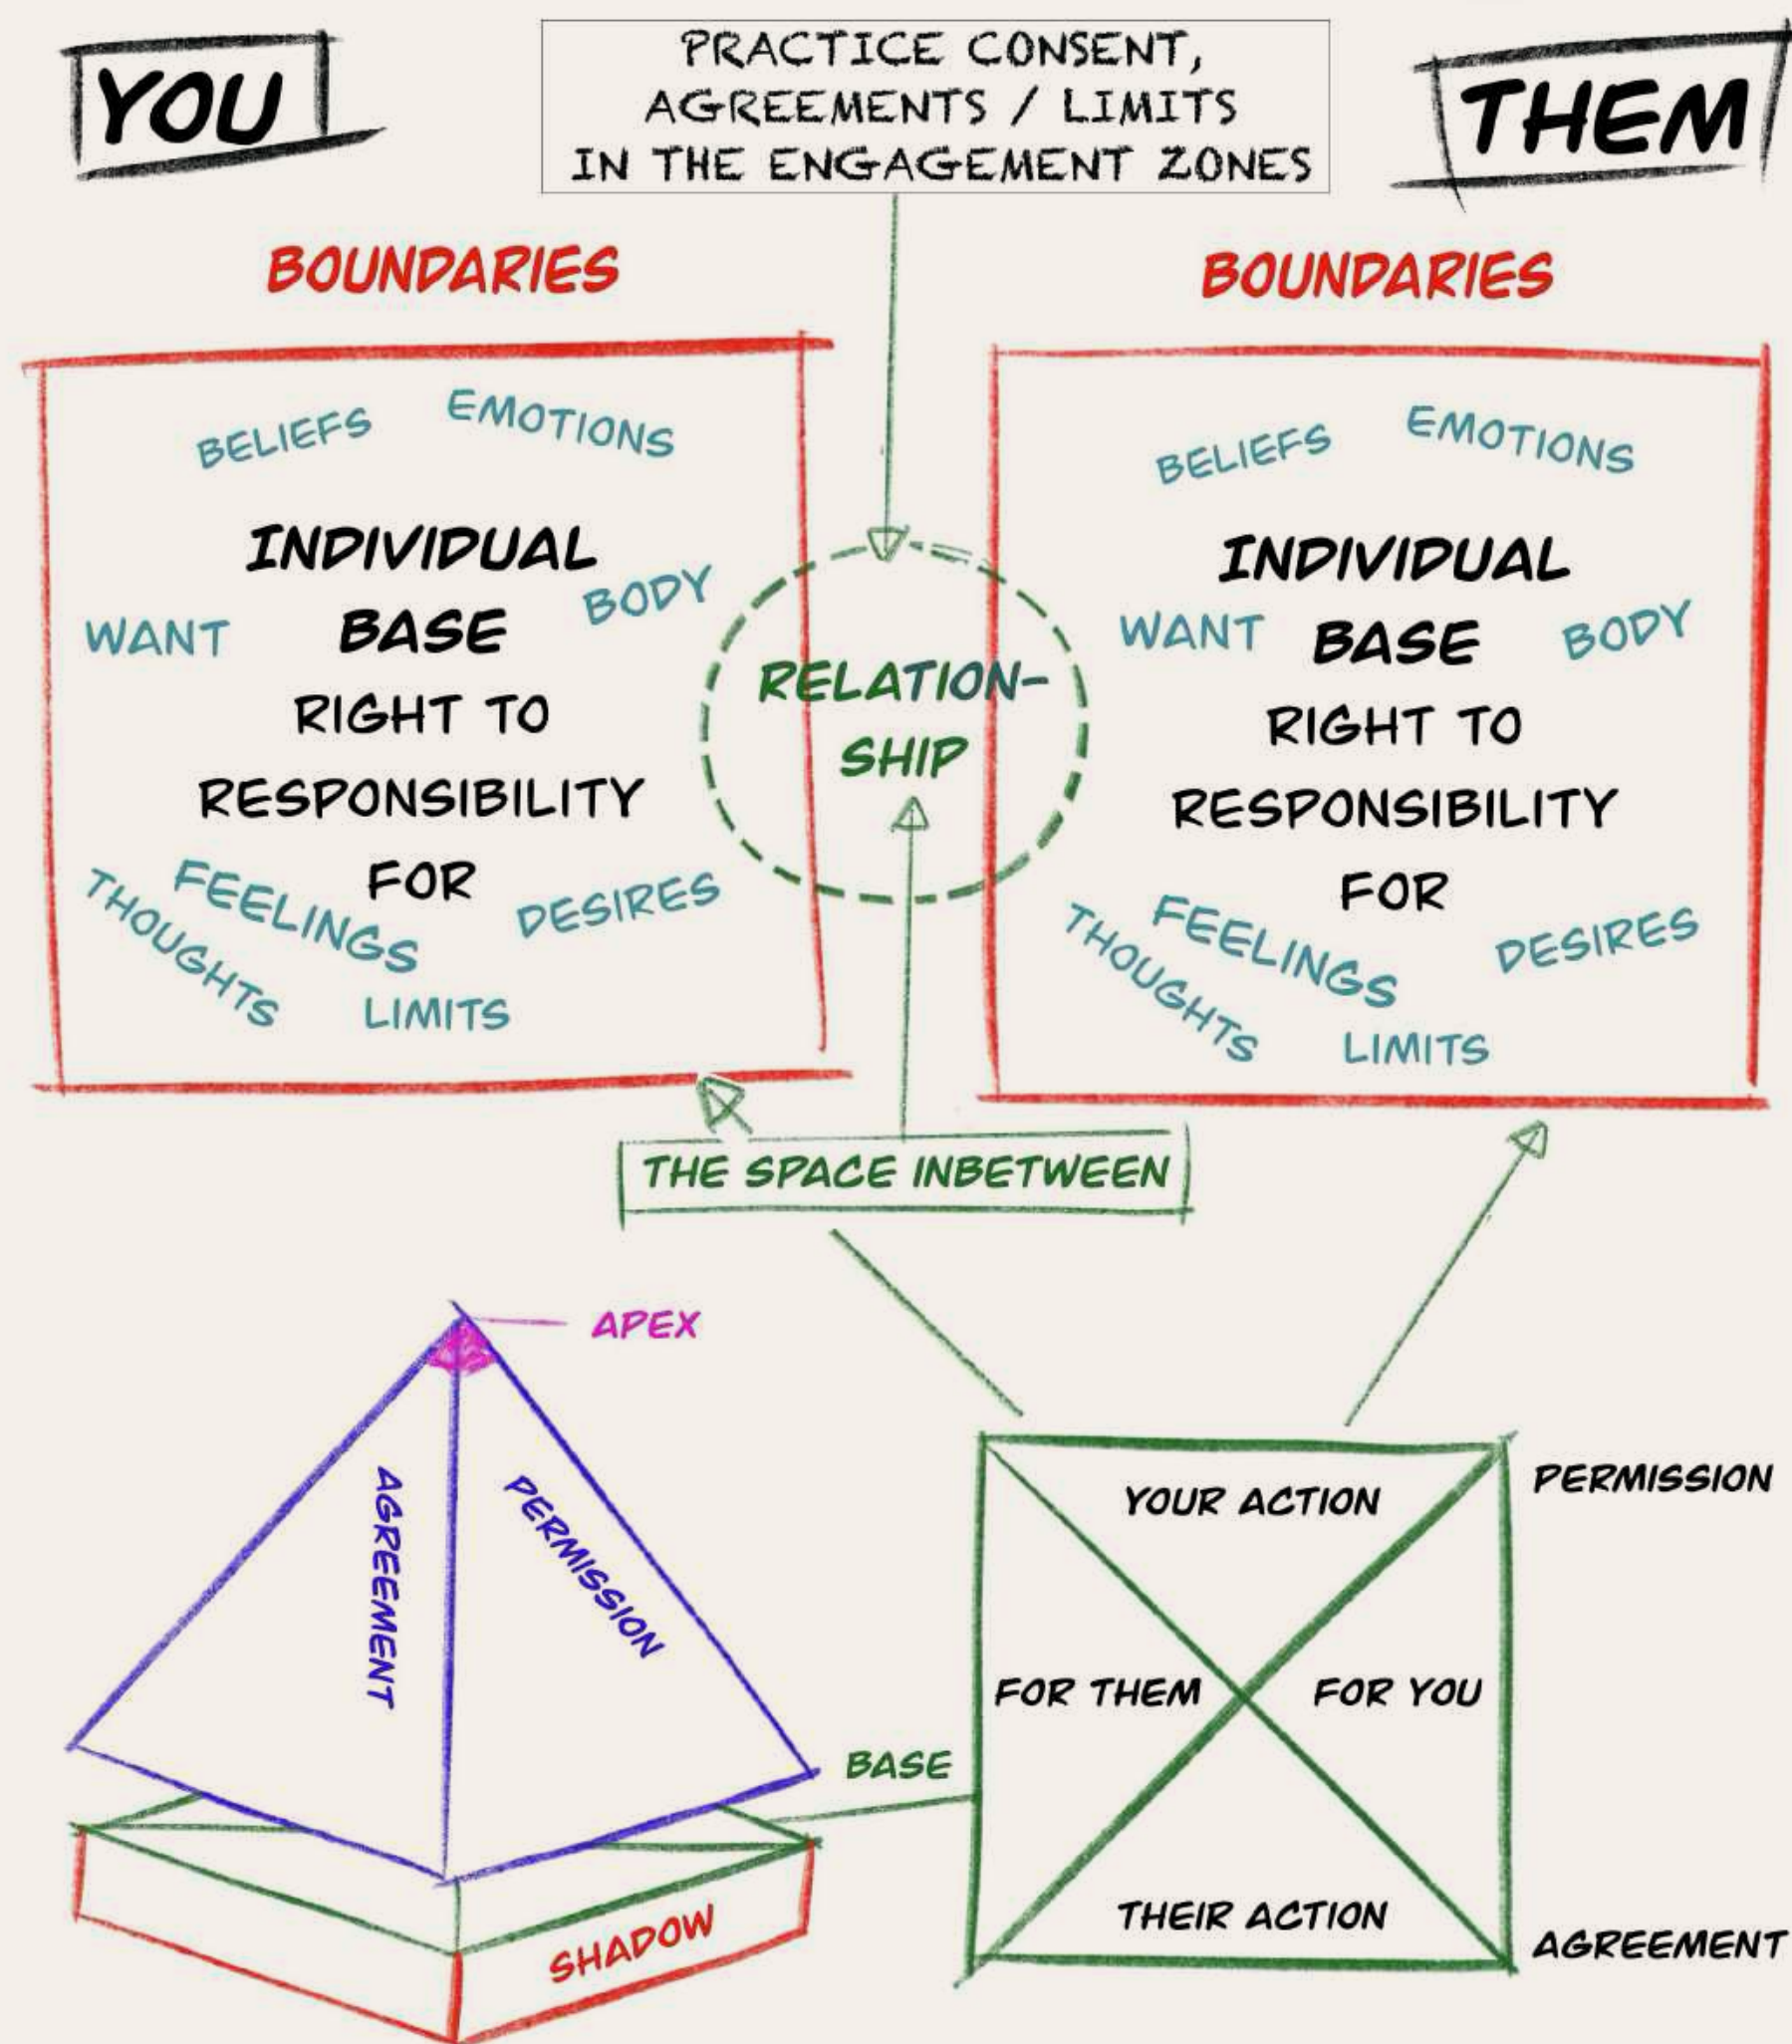 YOU
PRACTICE CONSENT,
AGREEMENTS / LIMITS
IN THE ENGAGEMENT ZONES
THEM
BOUNDARIES
BELIEFS
EMOTIONS
INDIVIDUAL
BODY
WANT
BASE
RIGHT TO
RESPONSIBILITY
FOR
FEELINGS
THOUGHTS
DESIRES
LIMITS
RELATION-
SHIP
BOUNDARIES
BELIEFS
EMOTIONS
INDIVIDUAL
WANT
BASE
BODY
RIGHT TO
RESPONSIBILITY
FOR
FEELINGS
THOUGHTS
DESIRES
LIMITS
THE SPACE INBETWEEN
APEX
AGREEMENT
PERMISSION
BASE
SHADOW
YOUR ACTION
PERMISSION
FOR THEM
FOR YOU
THEIR ACTION
AGREEMENT